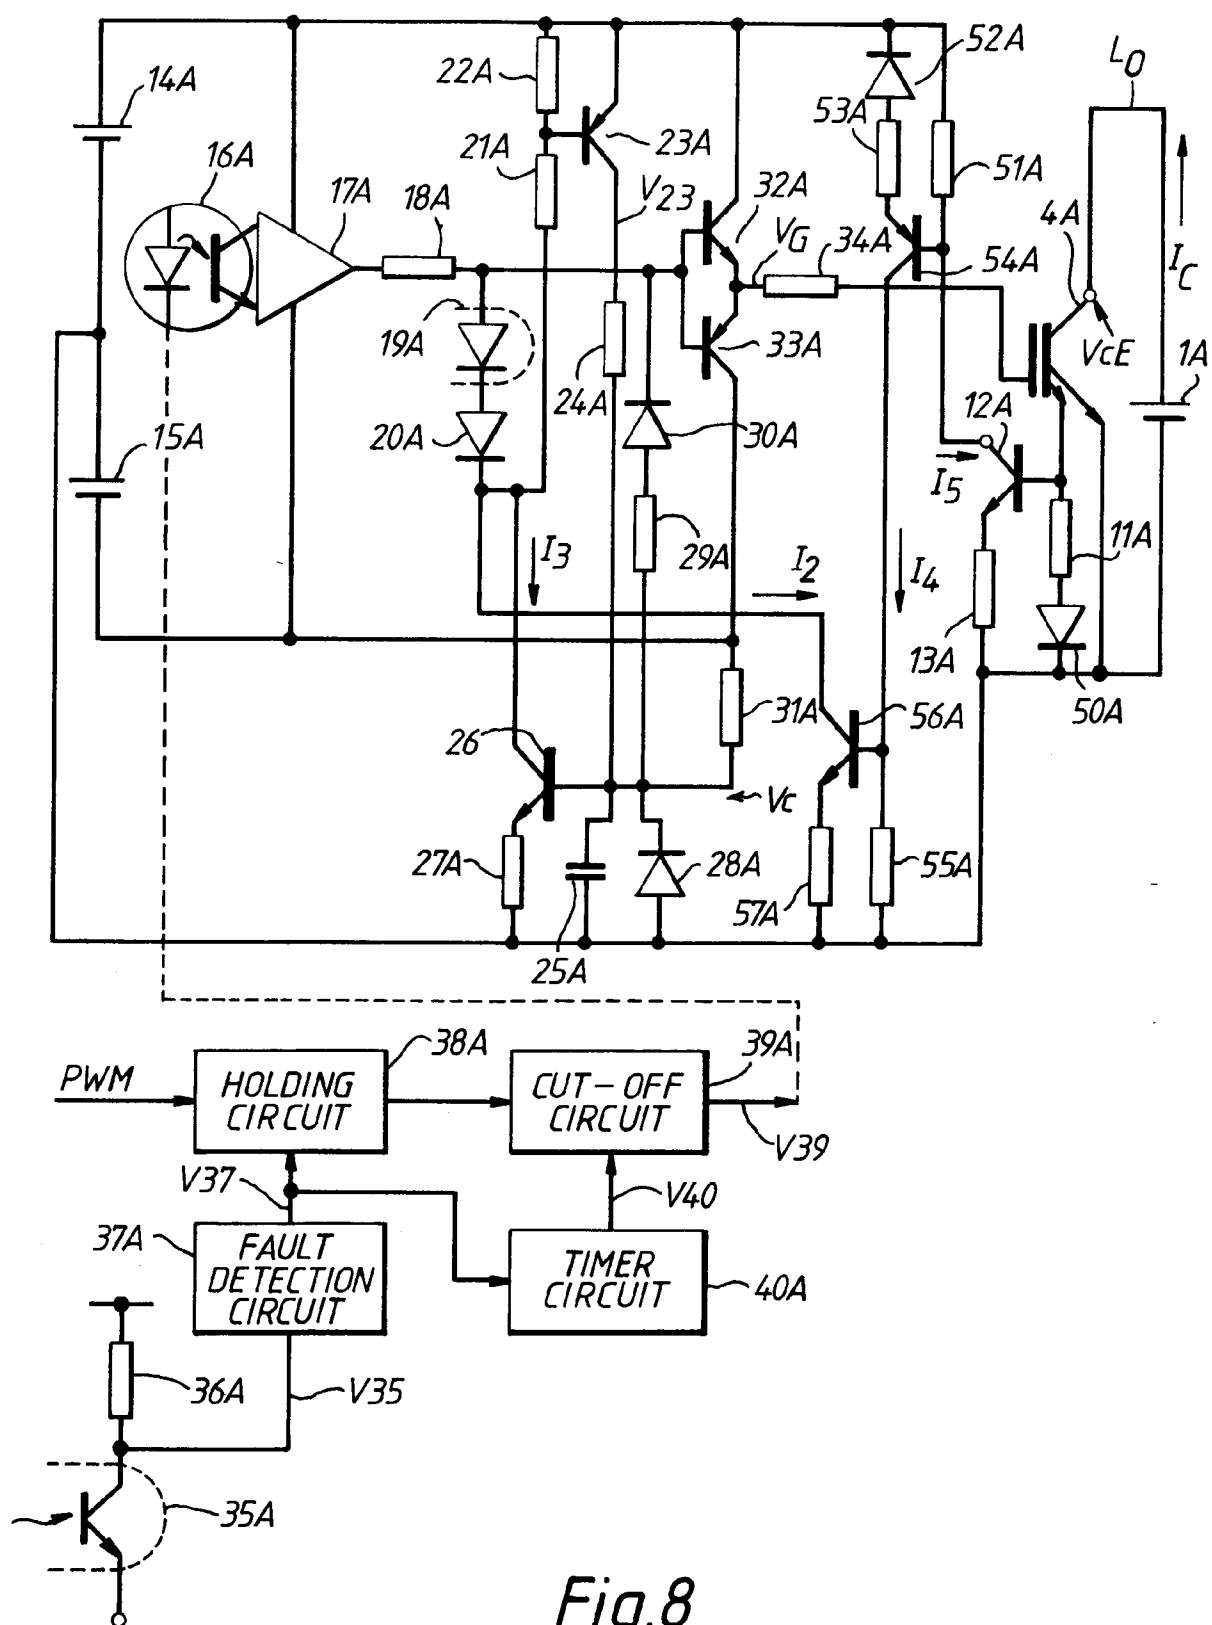 14A
16A
17A
18A
22A
21A
23A
V23
32A
VG
34A
52A
53A
51A
54A
LO
4A
IC
VCE
1A
19A
20A
24A
33A
30A
15A
12A
I5
11A
29A
I3
I2
I4
13A
50A
31A
56A
26
VC
27A
28A
55A
57A
25A
PWM
HOLDING
CIRCUIT
38A
CUT-OFF
CIRCUIT
39A
V39
V37
V40
37A
FAULT
DETECTION
CIRCUIT
TIMER
CIRCUIT
40A
36A
V35
35A
Fig.8